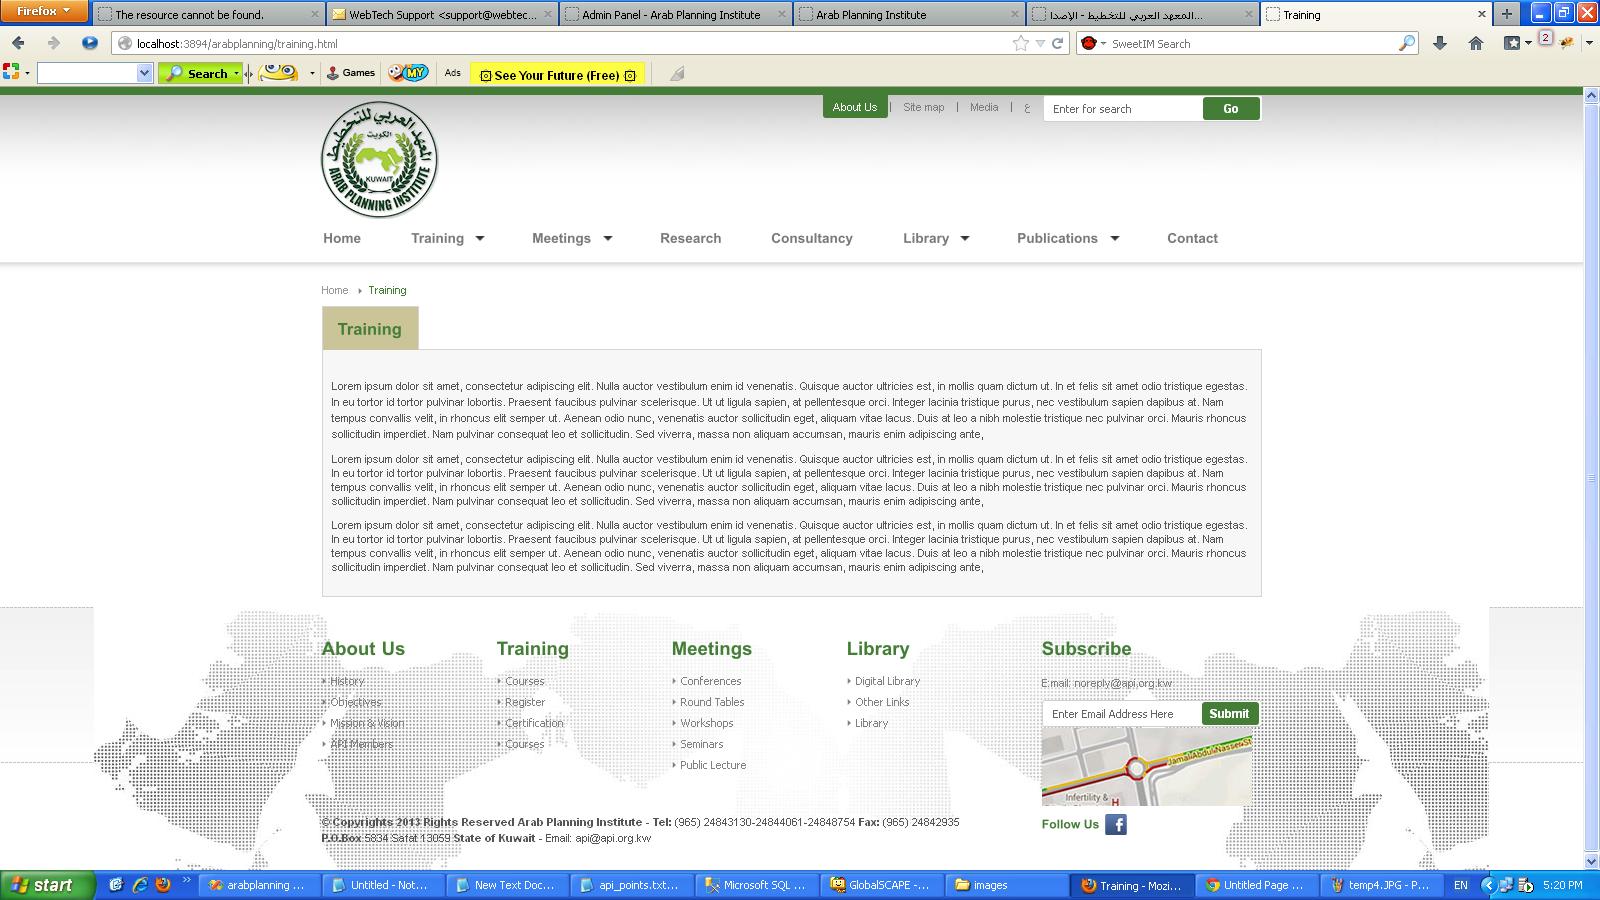 Firefox
The resource cannot be found.
WebTech Support <support@webtec...
Admin Panel - Arab Planning Institute
Arab Planning Institute
المعهد العربي للتخطيط - الإصدا...
Training
localhost:3894/arabplanning/training.html
SweetIM Search
2
Search
Games
MY
Ads
See Your Future (Free)
About Us | Site map | Media | ع
Enter for search
Go
المعهد العربي للتخطيط
الكويت
KUWAIT
ARAB PLANNING INSTITUTE
Home Training Meetings Research Consultancy Library Publications Contact
Home Training
Training
Lorem ipsum dolor sit amet, consectetur adipiscing elit. Nulla auctor vestibulum enim id venenatis. Quisque auctor ultricies est, in mollis quam dictum ut. In et felis sit amet odio tristique egestas.
In eu tortor id tortor pulvinar lobortis. Praesent faucibus pulvinar scelerisque. Ut ut ligula sapien, at pellentesque orci. Integer lacinia tristique purus, nec vestibulum sapien dapibus at. Nam
tempus convallis velit, in rhoncus elit semper ut. Aenean odio nunc, venenatis auctor sollicitudin eget, aliquam vitae lacus. Duis at leo a nibh molestie tristique nec pulvinar orci. Mauris rhoncus
sollicitudin imperdiet. Nam pulvinar consequat leo et sollicitudin. Sed viverra, massa non aliquam accumsan, mauris enim adipiscing ante,
Lorem ipsum dolor sit amet, consectetur adipiscing elit. Nulla auctor vestibulum enim id venenatis. Quisque auctor ultricies est, in mollis quam dictum ut. In et felis sit amet odio tristique egestas.
In eu tortor id tortor pulvinar lobortis. Praesent faucibus pulvinar scelerisque. Ut ut ligula sapien, at pellentesque orci. Integer lacinia tristique purus, nec vestibulum sapien dapibus at. Nam
tempus convallis velit, in rhoncus elit semper ut. Aenean odio nunc, venenatis auctor sollicitudin eget, aliquam vitae lacus. Duis at leo a nibh molestie tristique nec pulvinar orci. Mauris rhoncus
sollicitudin imperdiet. Nam pulvinar consequat leo et sollicitudin. Sed viverra, massa non aliquam accumsan, mauris enim adipiscing ante,
Lorem ipsum dolor sit amet, consectetur adipiscing elit. Nulla auctor vestibulum enim id venenatis. Quisque auctor ultricies est, in mollis quam dictum ut. In et felis sit amet odio tristique egestas.
In eu tortor id tortor pulvinar lobortis. Praesent faucibus pulvinar scelerisque. Ut ut ligula sapien, at pellentesque orci. Integer lacinia tristique purus, nec vestibulum sapien dapibus at. Nam
tempus convallis velit, in rhoncus elit semper ut. Aenean odio nunc, venenatis auctor sollicitudin eget, aliquam vitae lacus. Duis at leo a nibh molestie tristique nec pulvinar orci. Mauris rhoncus
sollicitudin imperdiet. Nam pulvinar consequat leo et sollicitudin. Sed viverra, massa non aliquam accumsan, mauris enim adipiscing ante,
About Us
History
Objectives
Mission & Vision
API Members
Training
Courses
Register
Certification
Courses
Meetings
Conferences
Round Tables
Workshops
Seminars
Public Lecture
Library
Digital Library
Other Links
Library
Subscribe
E.mail: noreply@api.org.kw
Enter Email Address Here
Submit
Jamal Abdul Nasser St
Infertility &
H
Follow Us
© Copyrights 2013 Rights Reserved Arab Planning Institute - Tel: (965) 24843130-24844061-24848754 Fax: (965) 24842935
P.O.Box 5834 Safat 13059 State of Kuwait - Email: api@api.org.kw
start
arabplanning ...
Untitled - Not...
New Text Doc...
api_points.txt...
Microsoft SQL ...
GlobalSCAPE -...
images
Training - Mozi...
Untitled Page ...
temp4.JPG - P...
EN
5:20 PM